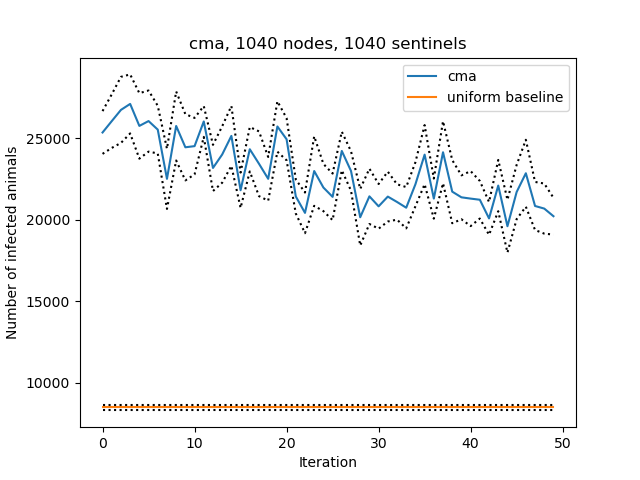 cma, 1040 nodes, 1040 sentinels
cma
uniform baseline
Number of infected animals
25000
20000
15000
10000
0 10 20 30 40 50
Iteration